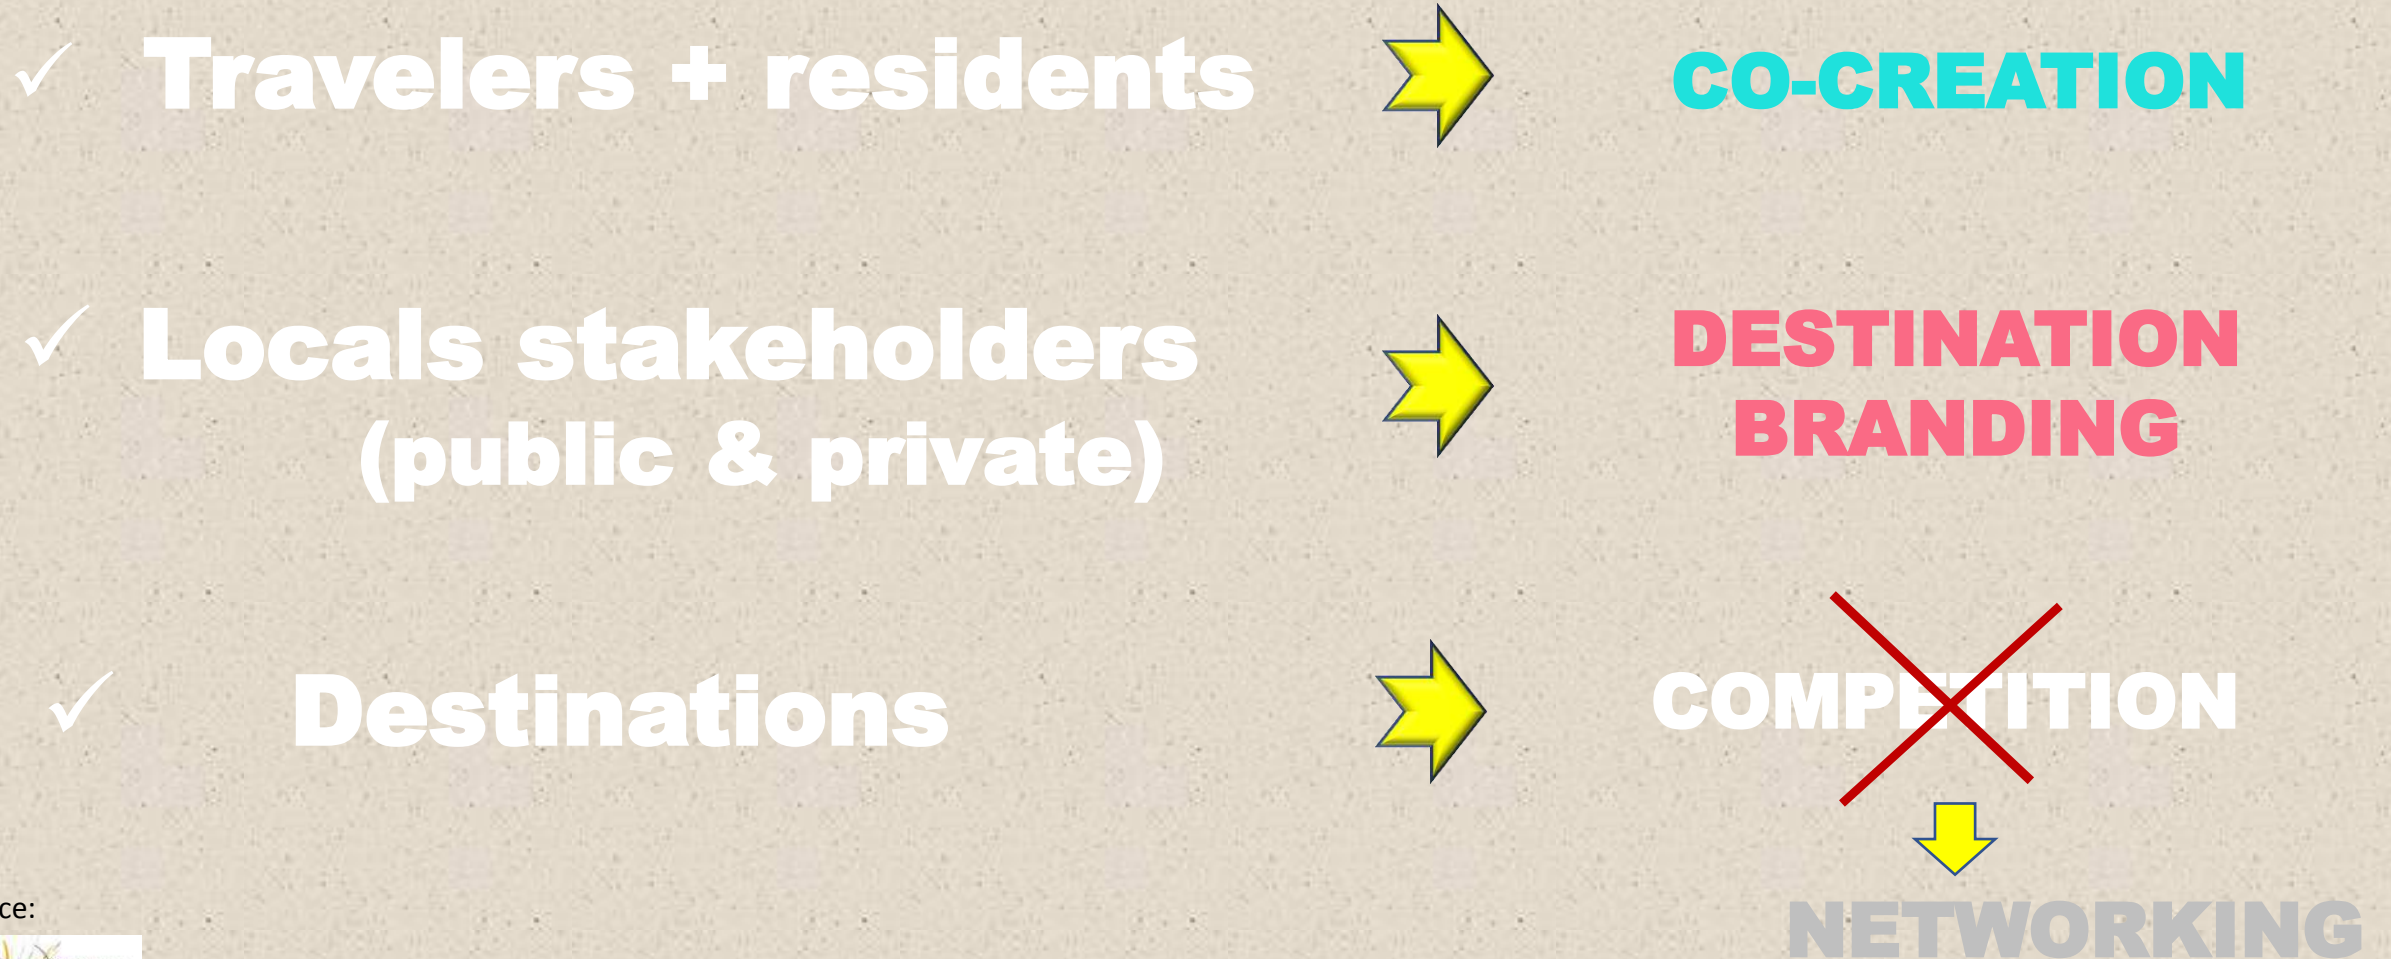 ✓ Travelers + residents
CO-CREATION
✓ Locals stakeholders
(public & private)
DESTINATION
BRANDING
✓ Destinations
COMPETITION
NETWORKING
ce: